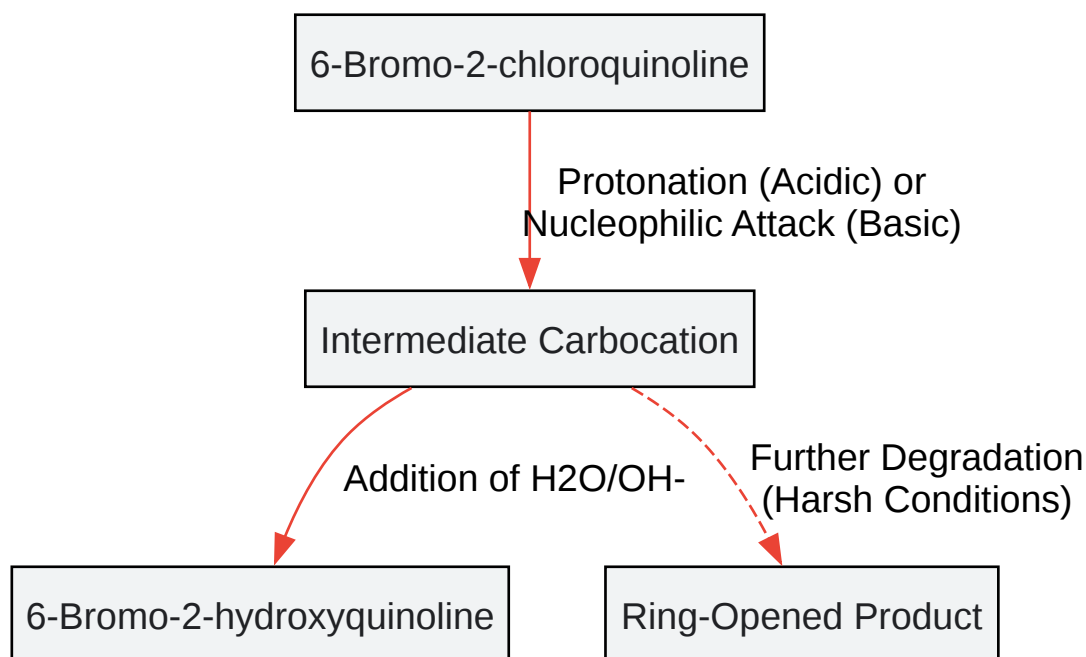 6-Bromo-2-chloroquinoline
Protonation (Acidic) or
Nucleophilic Attack (Basic)
Intermediate Carbocation
Addition of H2O/OH-
Further Degradation
(Harsh Conditions)
6-Bromo-2-hydroxyquinoline
Ring-Opened Product